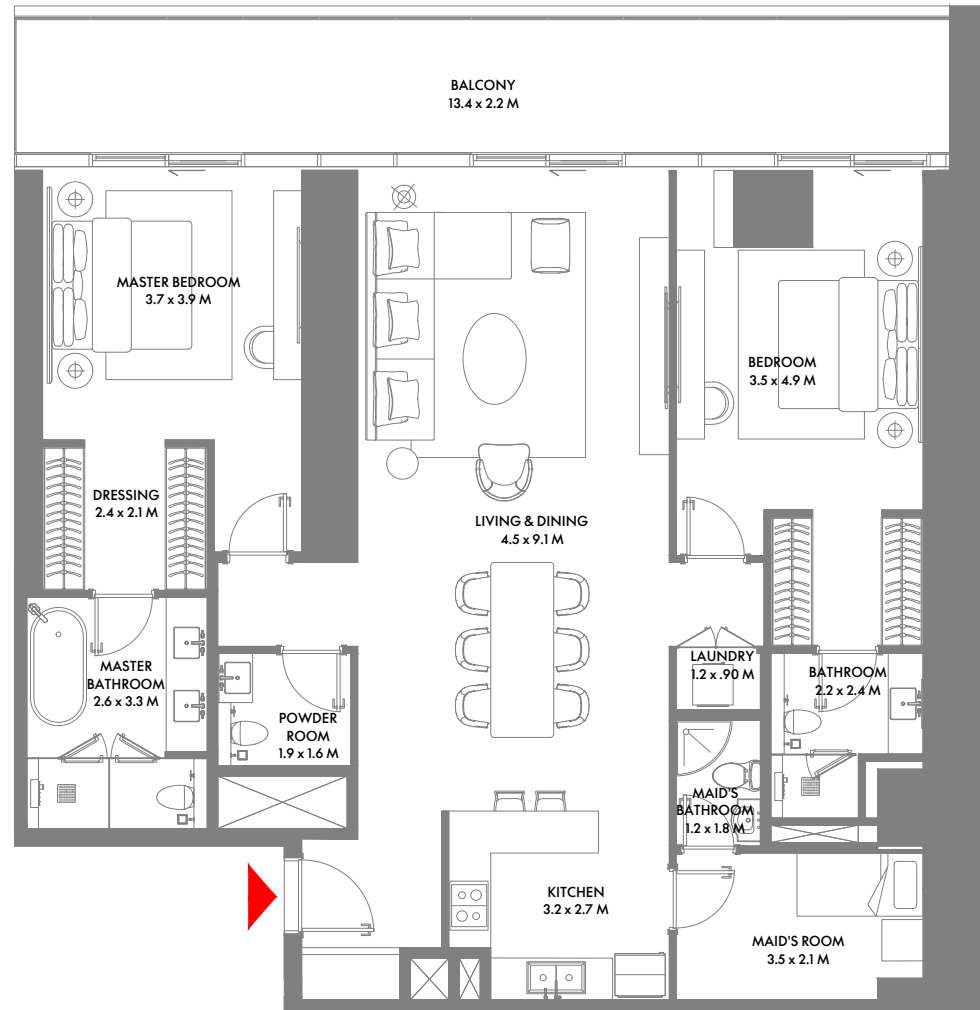 BALCONY
13.4 x 2.2 M
MASTER BEDROOM
3.7 x 3.9 M
BEDROOM
3.5 x 4.9 M
DRESSING
2.4 x 2.1 M
LIVING & DINING
4.5 x 9.1 M
MASTER
BATHROOM
2.6 x 3.3 M
POWDER
ROOM
1.9 x 1.6 M
LAUNDRY
1.2 x .90 M
BATHROOM
2.2 x 2.4 M
MAID'S
BATHROOM
1.2 x 1.8 M
KITCHEN
3.2 x 2.7 M
MAID'S ROOM
3.5 x 2.1 M